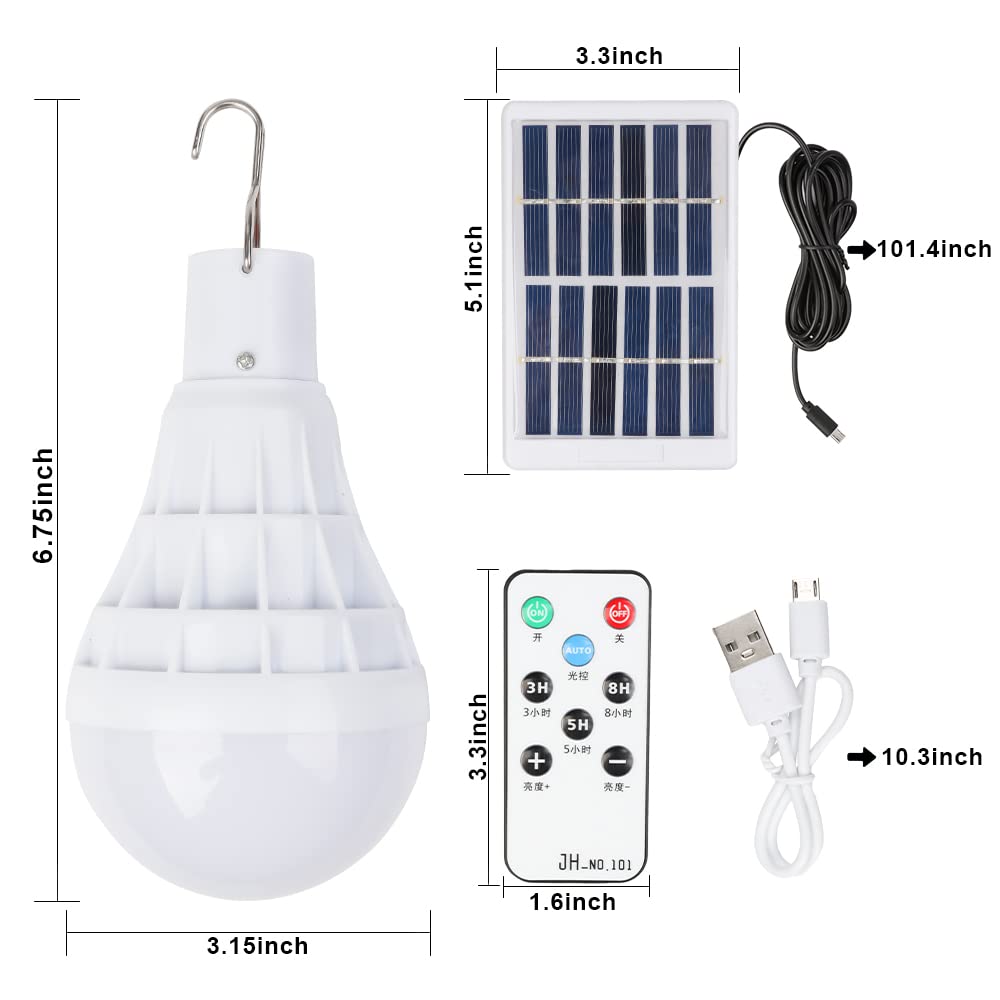 3.3inch
6.75inch
5.1inch
101.4inch
ON
OFF
开
关
AUTO
光控
3H
8H
3小时
8小时
5H
5小时
+
−
亮度+
亮度-
JH_NO.101
3.3inch
10.3inch
1.6inch
3.15inch